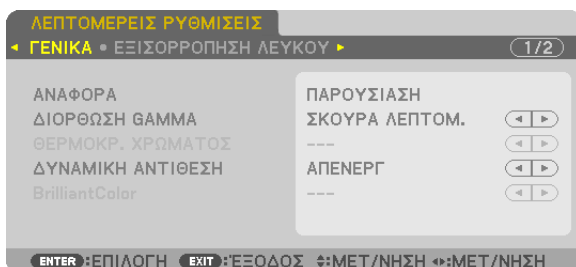 ΛΕΠΤΟΜΕΡΕΙΣ ΡΥΘΜΙΣΕΙΣ
◂ ΓΕΝΙΚΑ • ΕΞΙΣΟΡΡΟΠΗΣΗ ΛΕΥΚΟΥ ▸ 1/2
ΑΝΑΦΟΡΑ ΠΑΡΟΥΣΙΑΣΗ
ΔΙΟΡΘΩΣΗ GAMMA ΣΚΟΥΡΑ ΛΕΠΤΟΜ.
ΘΕΡΜΟΚΡ. ΧΡΩΜΑΤΟΣ ---
ΔΥΝΑΜΙΚΗ ΑΝΤΙΘΕΣΗ ΑΠΕΝΕΡΓ
BrilliantColor ---
ENTER :ΕΠΙΛΟΓΗ EXIT :ΈΞΟΔΟΣ ♦:ΜΕΤ/ΝΗΣΗ ◂▸:ΜΕΤ/ΝΗΣΗ